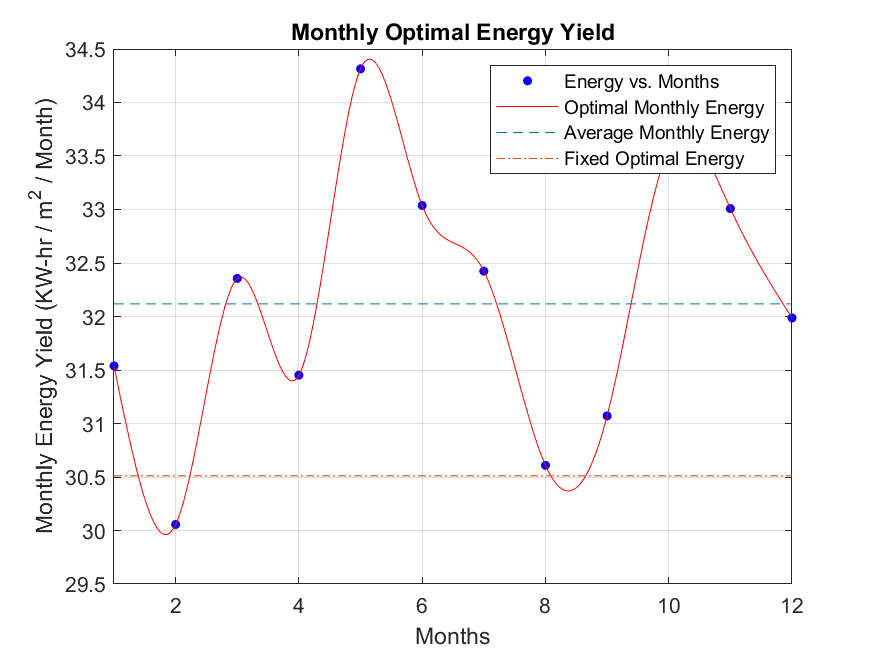 Monthly Optimal Energy Yield
34.5
34
33.5
33
32.5
32
31.5
31
30.5
30
29.5
Monthly Energy Yield (KW-hr / m² / Month)
Energy vs. Months
Optimal Monthly Energy
Average Monthly Energy
Fixed Optimal Energy
2 4 6 8 10 12
Months